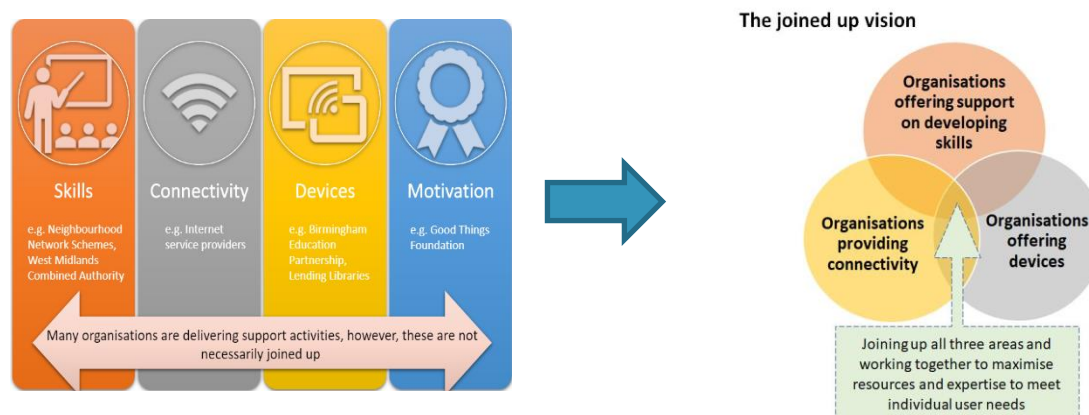 Skills
e.g. Neighbourhood
Network Schemes,
West Midlands
Combined Authority
Connectivity
e.g. Internet
service providers
Devices
e.g. Birmingham
Education
Partnership,
Lending Libraries
Motivation
e.g. Good Things
Foundation
Many organisations are delivering support activities, however, these are not
necessarily joined up
The joined up vision
Organisations
offering support
on developing
skills
Organisations
providing
connectivity
Organisations
offering
devices
Joining up all three areas and
working together to maximise
resources and expertise to meet
individual user needs